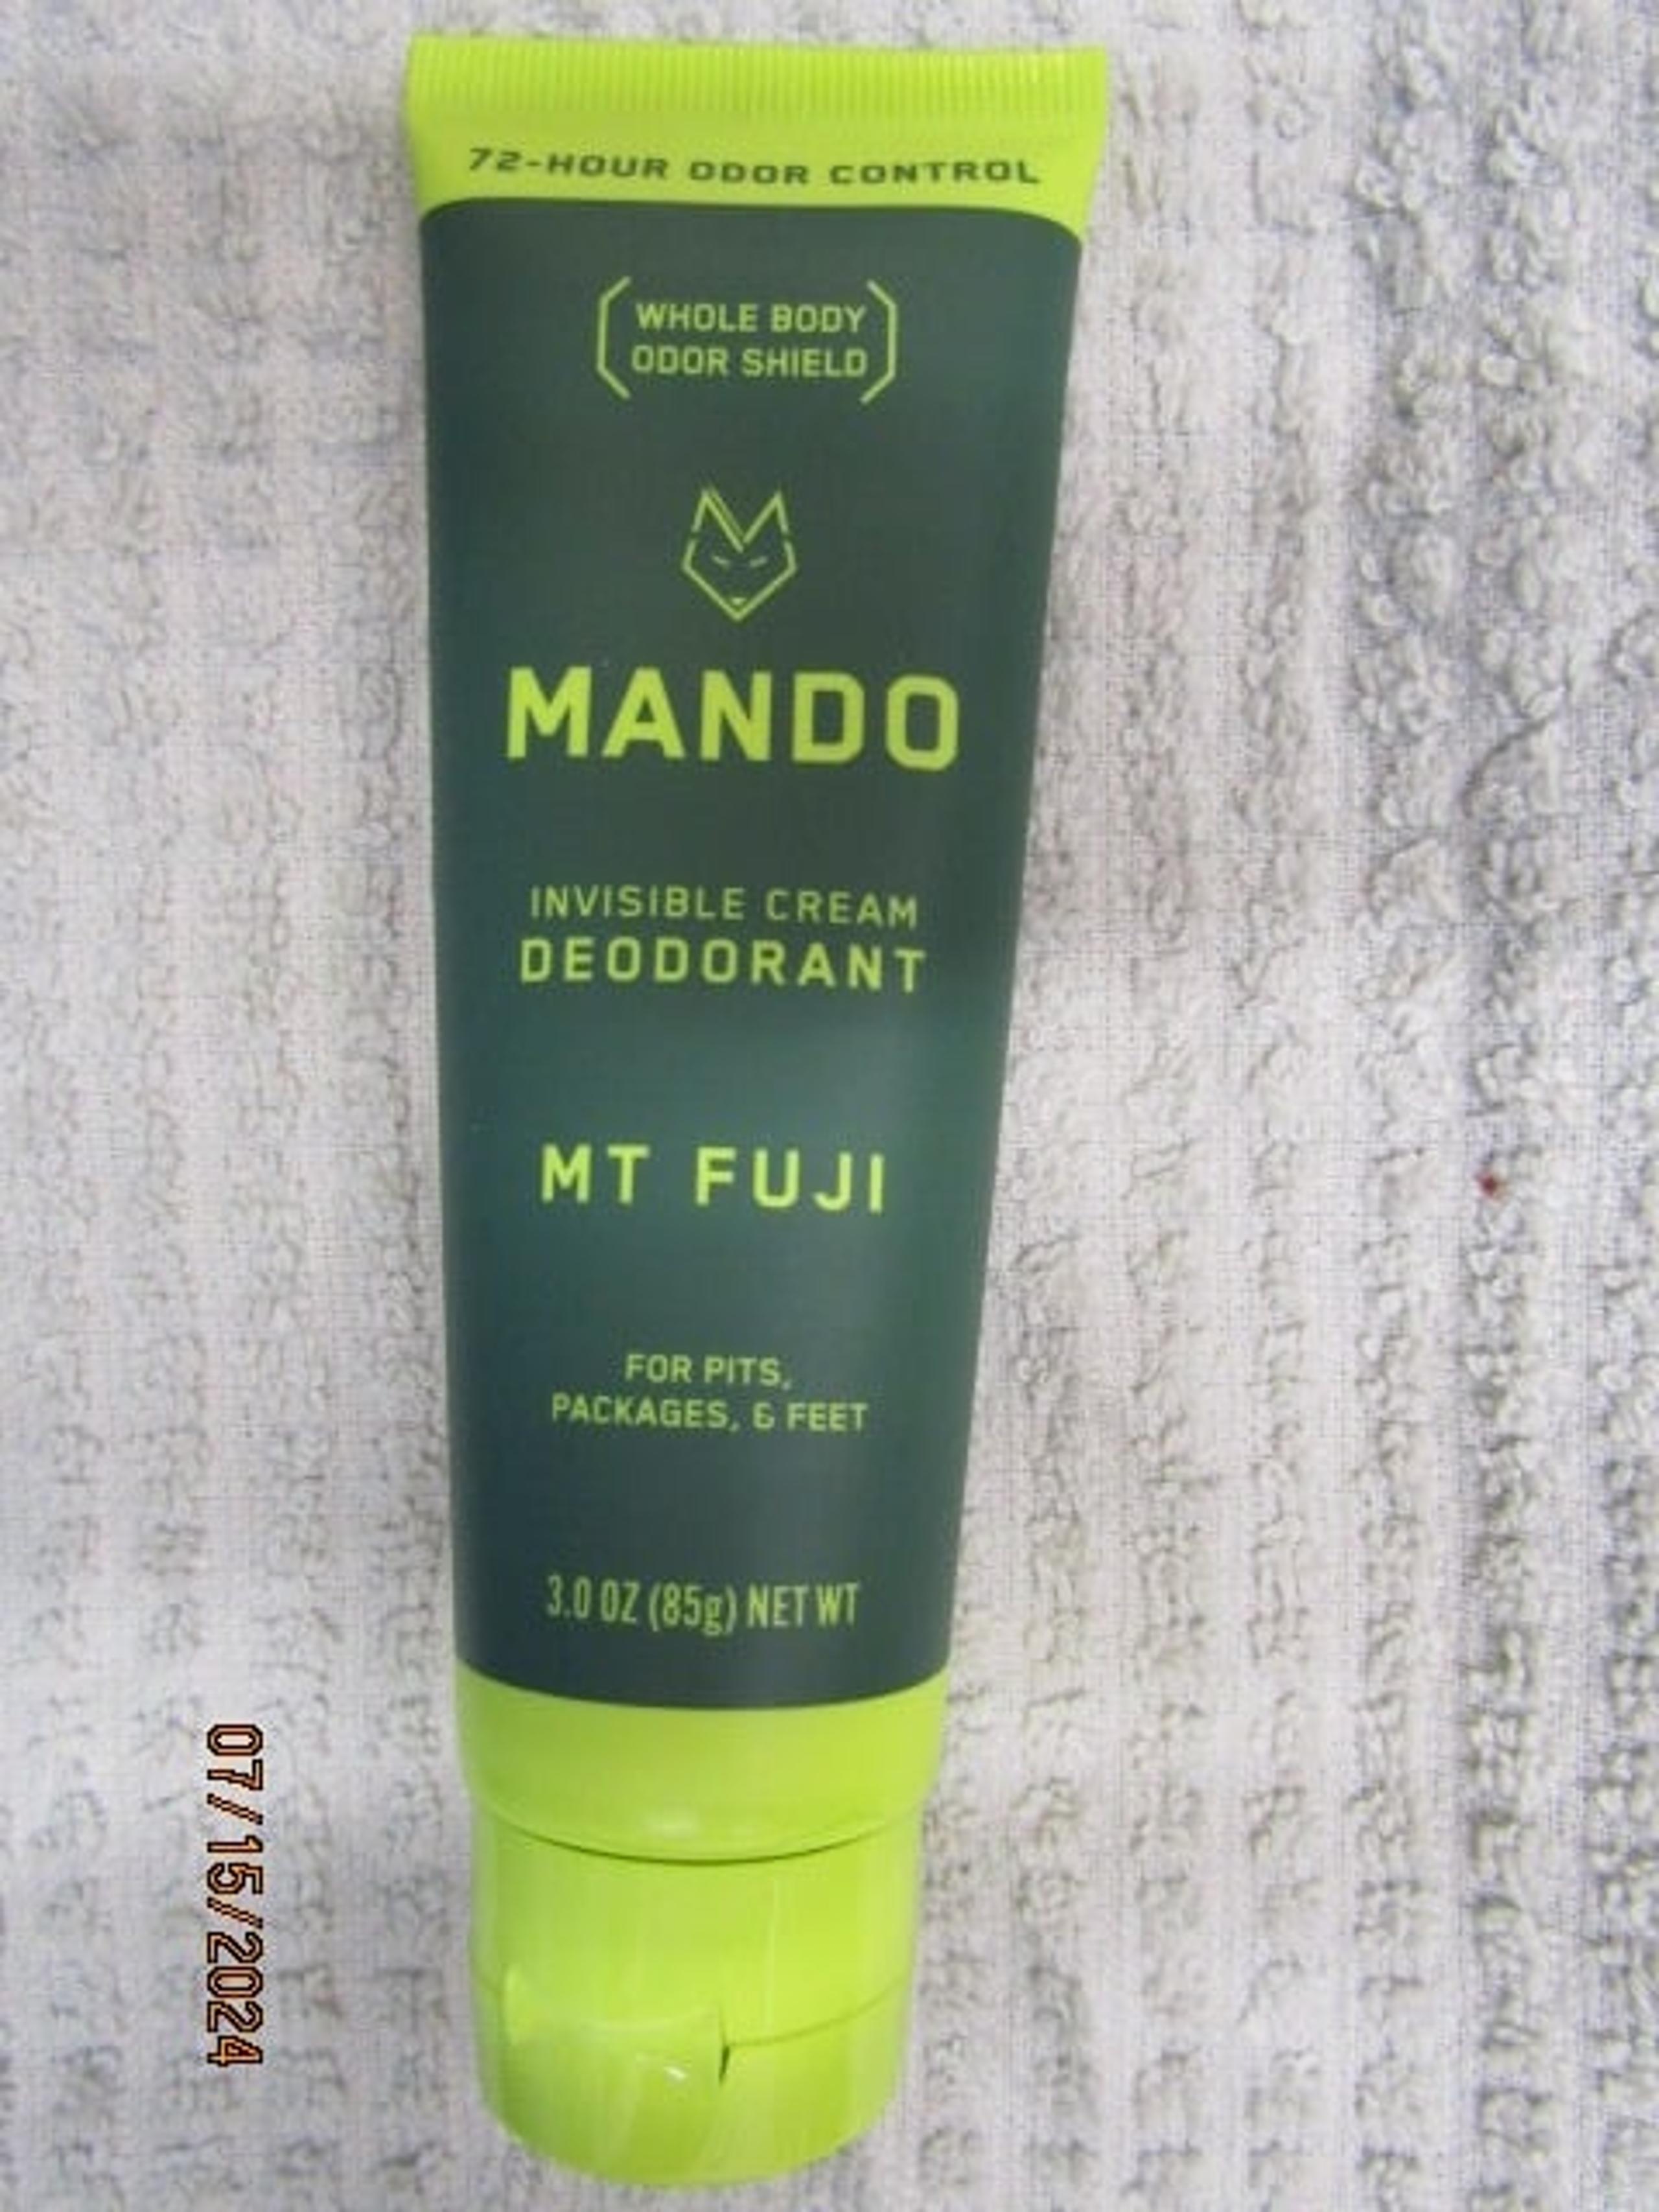 72-HOUR ODOR CONTROL
WHOLE BODY
ODOR SHIELD
MANDO
INVISIBLE CREAM
DEODORANT
MT FUJI
FOR PITS,
PACKAGES, & FEET
3.0 OZ (85g) NET WT
07/15/2024